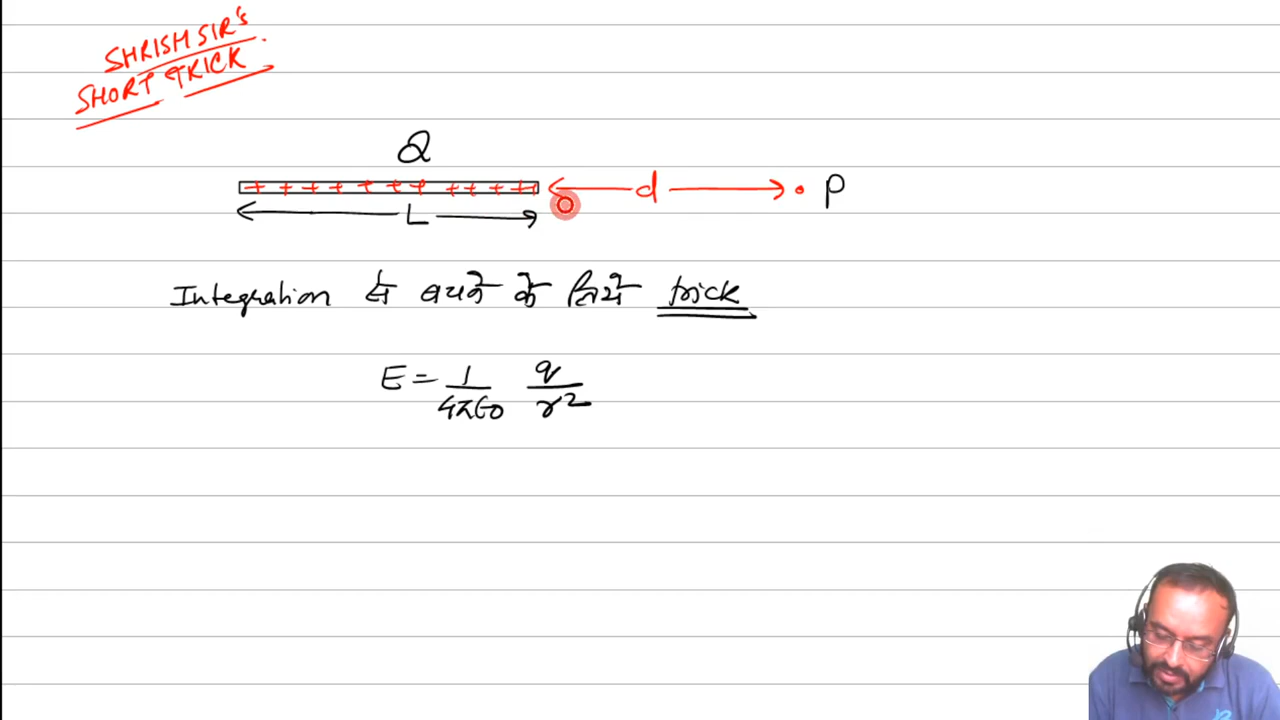 SHRISH SIR'S
SHORT TRICK
Q
+ + + + + + + + + + + +
d
P
L
Integration से बचने के लिये trick
E = 1/4πϵ0 q/r²